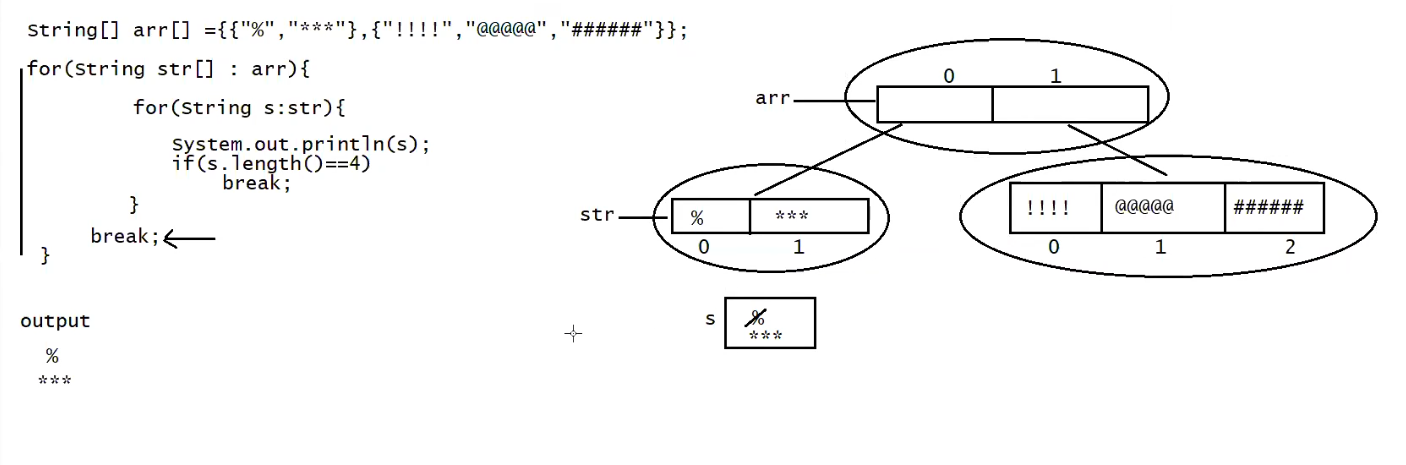 String[] arr[] ={{"%","***"},{"!!!!","@@@@@","######"}};
for(String str[] : arr){
for(String s:str){
System.out.println(s);
if(s.length()==4)
break;
}
break;
}
output
%
***
0 1
arr
str
% ***
0 1
!!!! @@@@@ ######
0 1 2
s
%
***